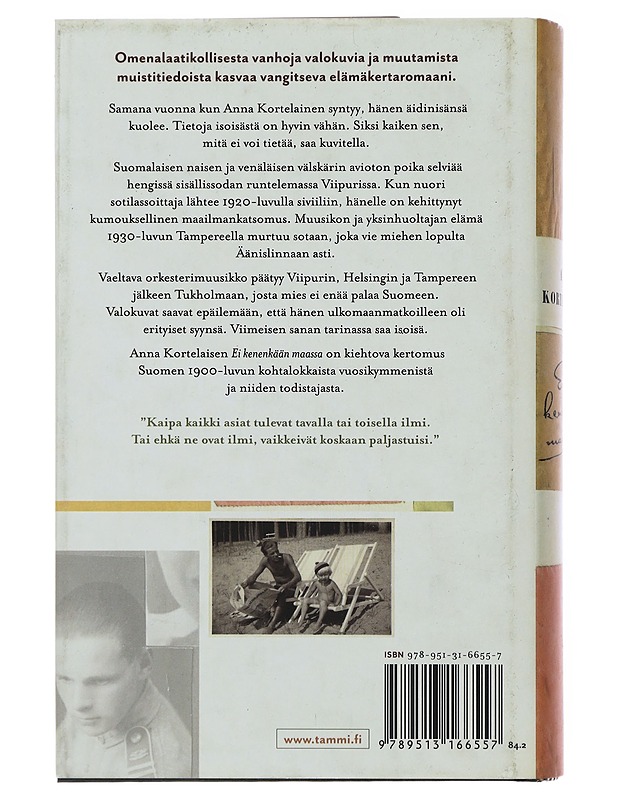 Omenalaatikollisesta vanhoja valokuvia ja muutamista
muistitiedoista kasvaa vangitseva elämäkertaromaani.
Samana vuonna kun Anna Kortelainen syntyy, hänen äidinisänsä
kuolee. Tietoja isoisästä on hyvin vähän. Siksi kaiken sen,
mitä ei voi tietää, saa kuvitella.
Suomalaisen naisen ja venäläisen välskärin avioton poika selviää
hengissä sisällissodan runtelemassa Viipurissa. Kun nuori
sotilassoittaja lähtee 1920-luvulla siviiliin, hänelle on kehittynyt
kumouksellinen maailmankatsomus. Muusikon ja yksinhuoltajan elämä
1930-luvun Tampereella murtuu sotaan, joka vie miehen lopulta
Äänislinnaan asti.
Vaeltava orkesterimuusikko päätyy Viipurin, Helsingin ja Tampereen
jälkeen Tukholmaan, josta mies ei enää palaa Suomeen.
Valokuvat saavat epäilemään, että hänen ulkomaanmatkoilleen oli
erityiset syynsä. Viimeisen sanan tarinassa saa isoisä.
Anna Kortelaisen Ei kenenkään maassa on kiehtova kertomus
Suomen 1900-luvun kohtalokkaista vuosikymmenistä
ja niiden todistajasta.
"Kaipa kaikki asiat tulevat tavalla tai toisella ilmi.
Tai ehkä ne ovat ilmi, vaikkeivät koskaan paljastuisi."
ISBN 978-951-31-6655-7
www.tammi.fi
9 789513 166557
84.2